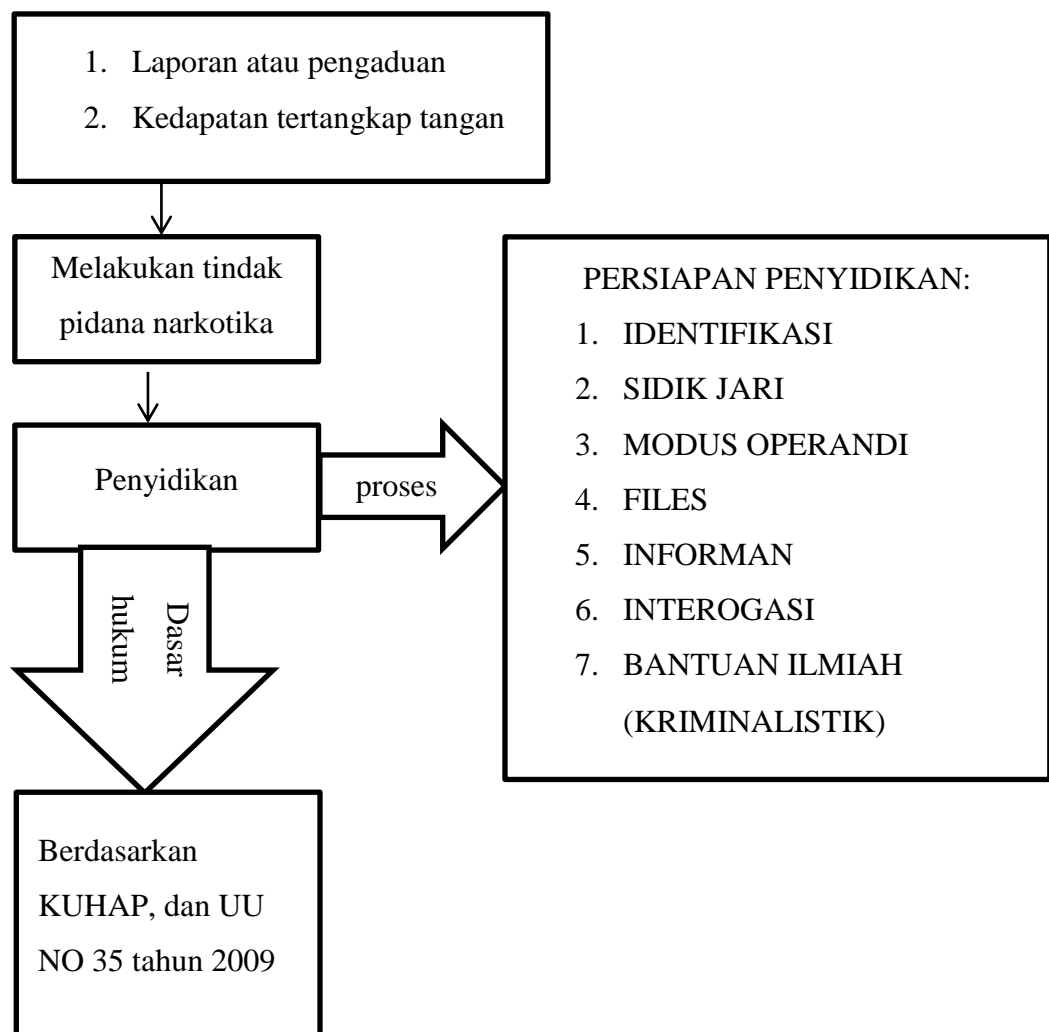 1. Laporan atau pengaduan
2. Kedapatan tertangkap tangan
Melakukan tindak
pidana narkotika
Penyidikan
proses
PERSIAPAN PENYIDIKAN:
1. IDENTIFIKASI
2. SIDIK JARI
3. MODUS OPERANDI
4. FILES
5. INFORMAN
6. INTEROGASI
7. BANTUAN ILMIAH
(KRIMINALISTIK)
Dasar
hukum
Berdasarkan
KUHAP, dan UU
NO 35 tahun 2009